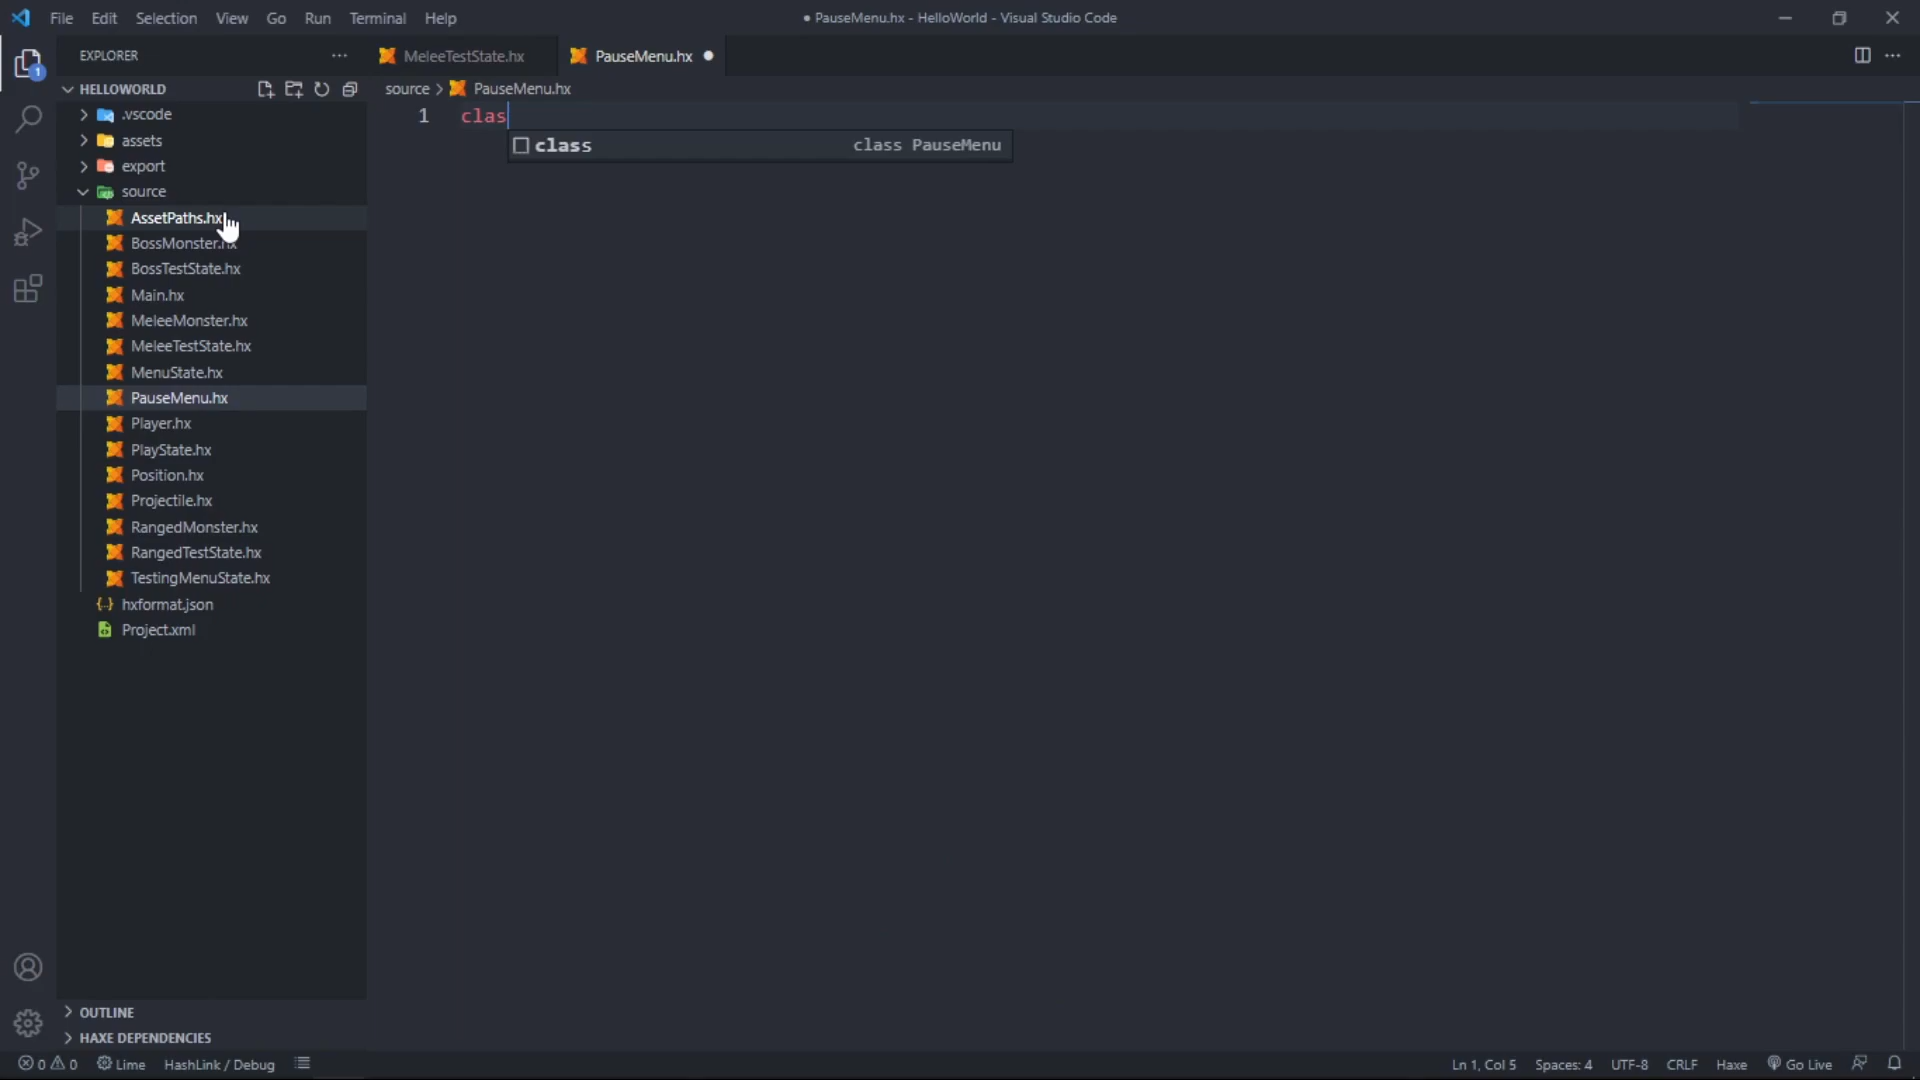 File Edit Selection View Go Run Terminal Help
● PauseMenu.hx - HelloWorld - Visual Studio Code
EXPLORER
MeleeTestState.hx
PauseMenu.hx
HELLOWORLD
source > PauseMenu.hx
1 clas
class class PauseMenu
.vscode
assets
export
source
AssetPaths.hx
BossMonster.hx
BossTestState.hx
Main.hx
MeleeMonster.hx
MeleeTestState.hx
MenuState.hx
PauseMenu.hx
Player.hx
PlayState.hx
Position.hx
Projectile.hx
RangedMonster.hx
RangedTestState.hx
TestingMenuState.hx
{..} hxformat.json
Project.xml
1
OUTLINE
HAXE DEPENDENCIES
0 0 Lime HashLink / Debug
Ln 1, Col 5 Spaces: 4 UTF-8 CRLF Haxe Go Live